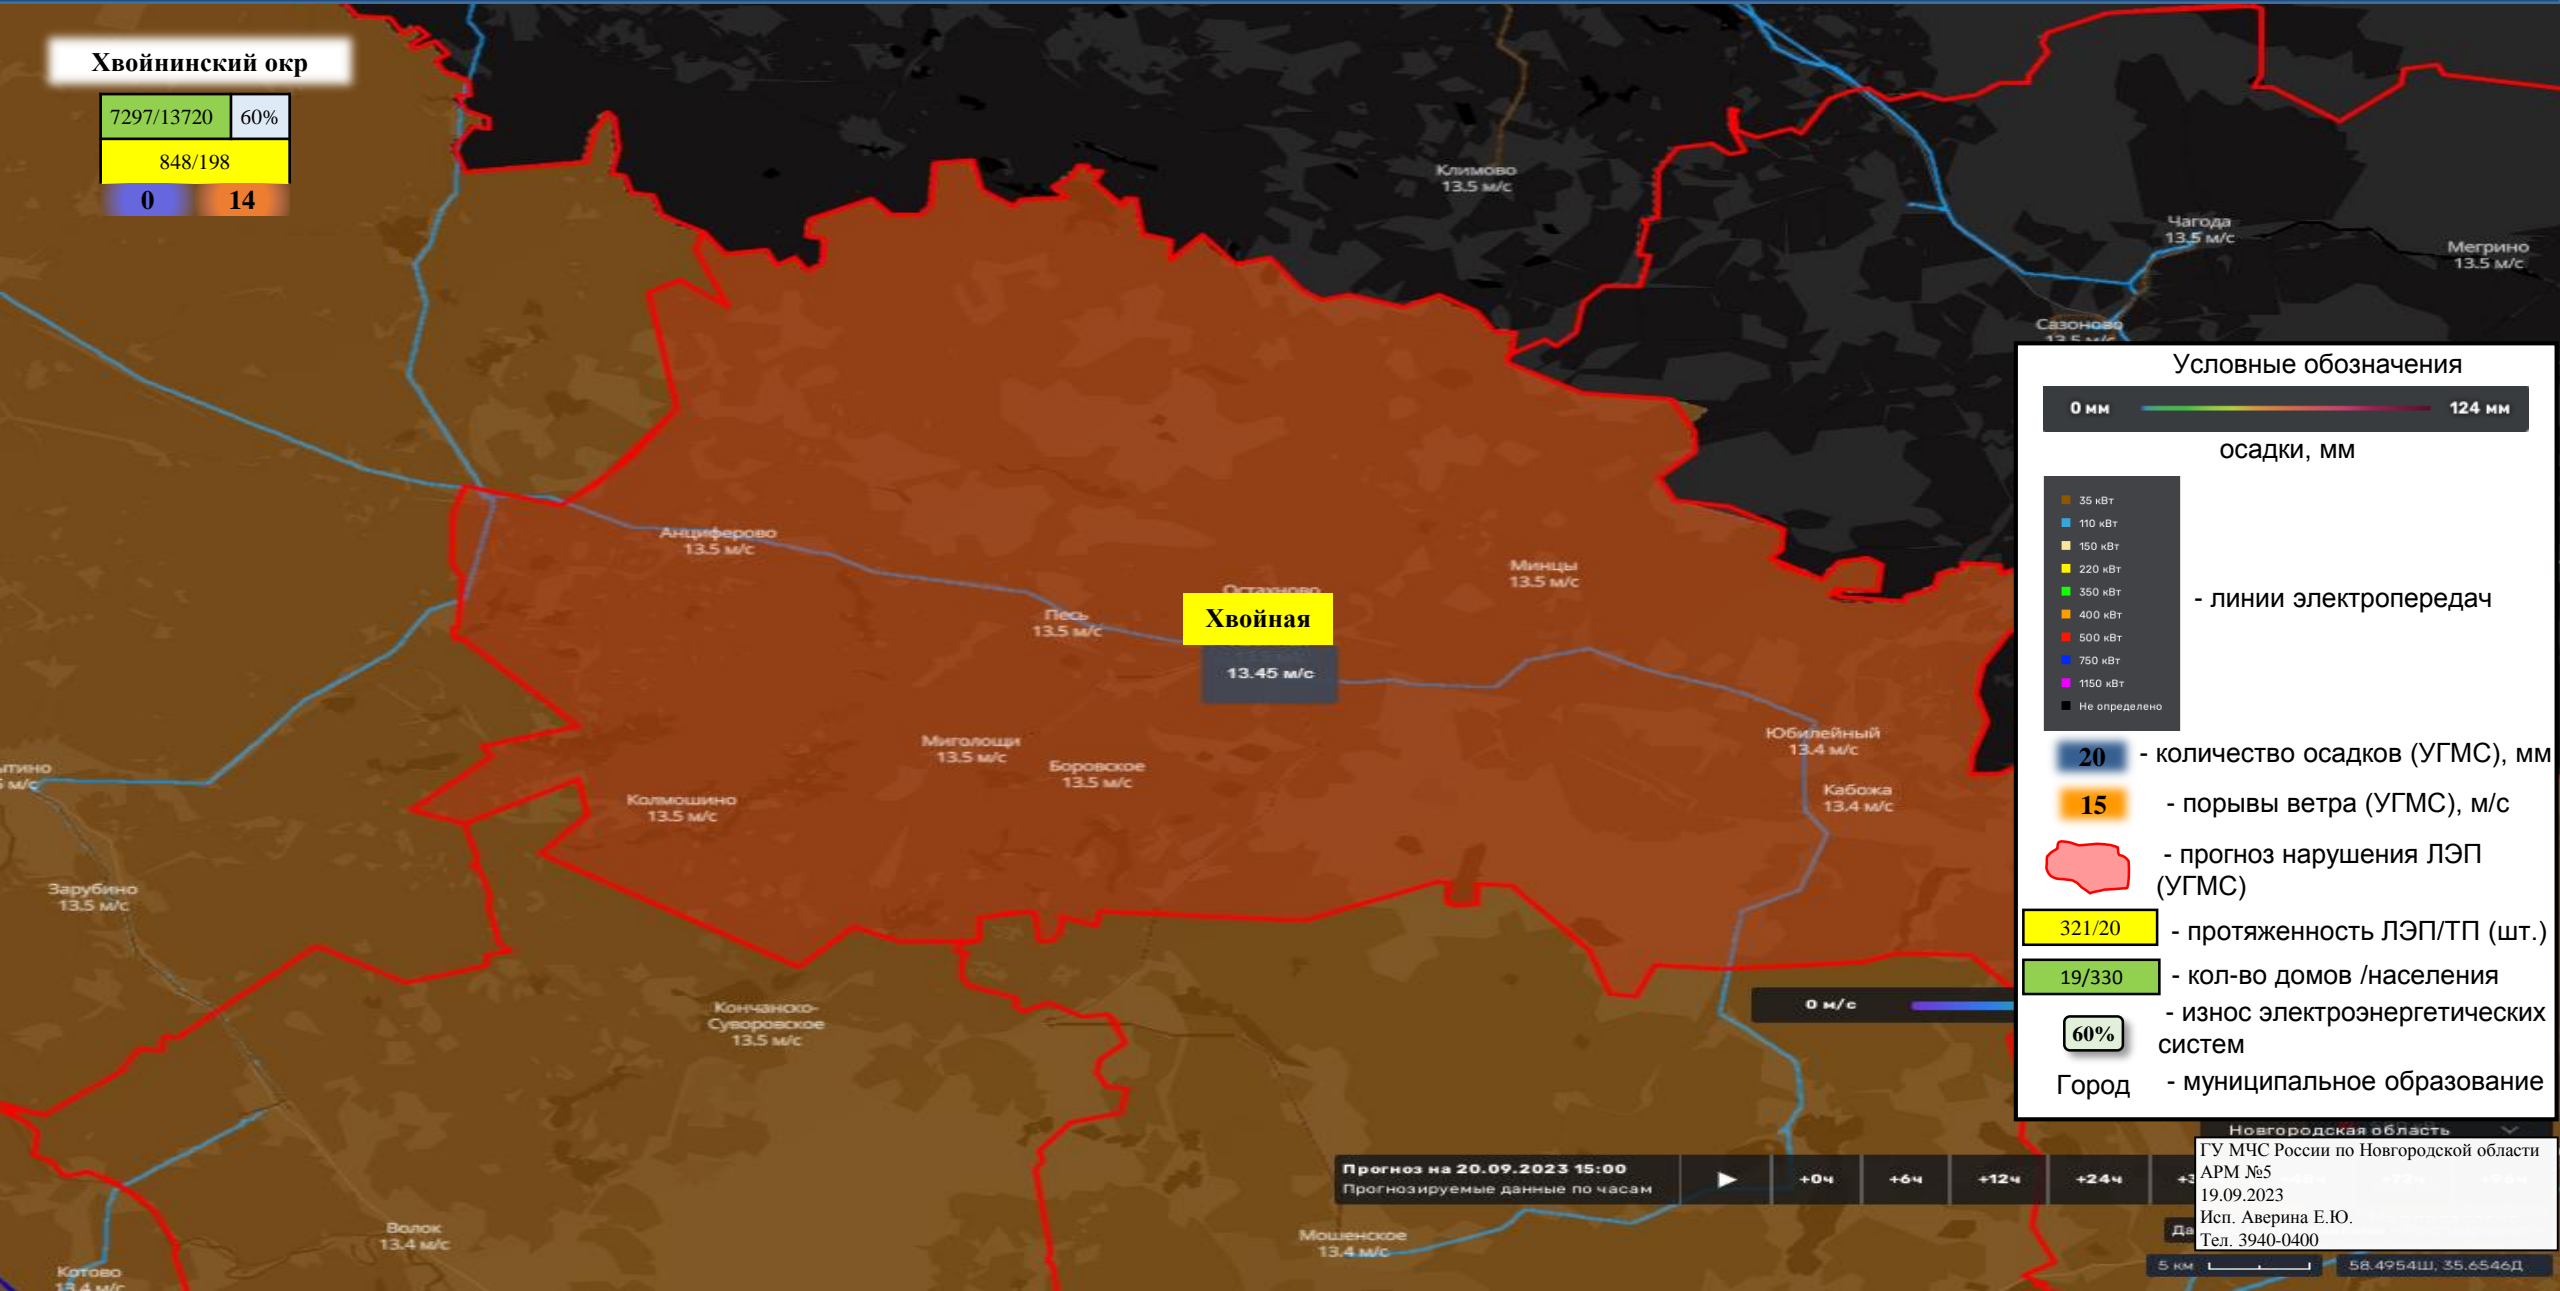 Хвойнинский окр
7297/13720 60%
848/198
0 14
Климово
13.5 м/с
Чагода
13.5 м/с
Мегрино
13.5 м/с
Сазоново
13.5 м/с
Анциферово
13.5 м/с
Минцы
13.5 м/с
Остахново
Песь
13.5 м/с
Хвойная
13.45 м/с
Миголощи
13.5 м/с
Боровское
13.5 м/с
Юбилейный
13.4 м/с
Колмошино
13.5 м/с
Кабожа
13.4 м/с
Зарубино
13.5 м/с
Кончанско-
Суворовское
13.5 м/с
Волок
13.4 м/с
Мошенское
13.4 м/с
Котово
13.4 м/с
0 м/с
Условные обозначения
0 мм 124 мм
осадки, мм
35 кВт
110 кВт
150 кВт
220 кВт
350 кВт
400 кВт
500 кВт
750 кВт
1150 кВт
Не определено
- линии электропередач
20 - количество осадков (УГМС), мм
15 - порывы ветра (УГМС), м/с
- прогноз нарушения ЛЭП
(УГМС)
321/20 - протяженность ЛЭП/ТП (шт.)
19/330 - кол-во домов /населения
60% - износ электроэнергетических
систем
Город - муниципальное образование
Новгородская область
Прогноз на 20.09.2023 15:00
Прогнозируемые данные по часам
+0ч +6ч +12ч +24ч
ГУ МЧС России по Новгородской области
АРМ №5
19.09.2023
Исп. Аверина Е.Ю.
Тел. 3940-0400
5 км 58.4954Ш, 35.6546Д